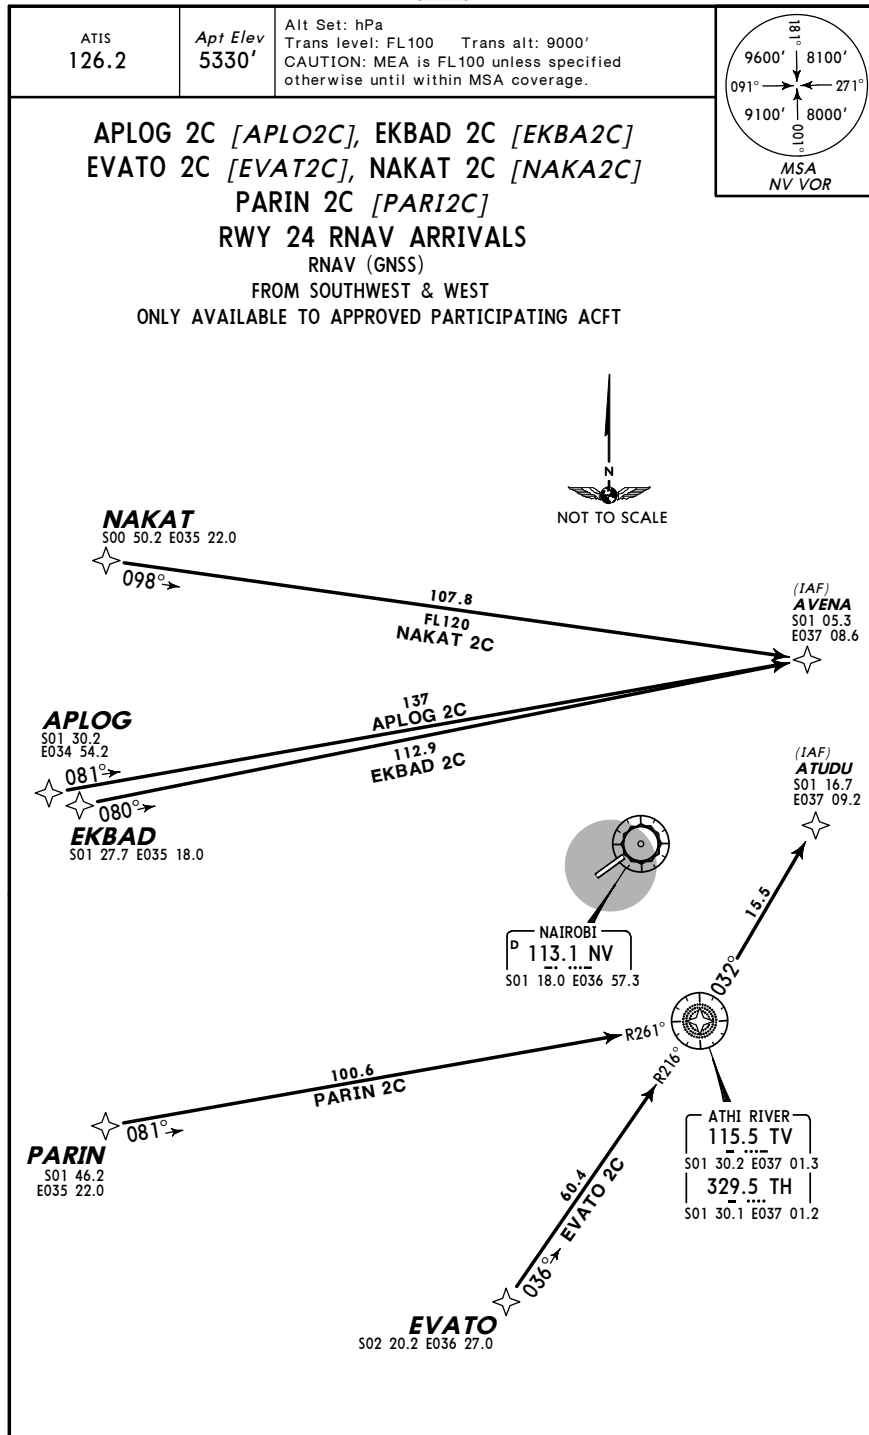 ATIS
126.2
Apt Elev
5330'
Alt Set: hPa
Trans level: FL100 Trans alt: 9000'
CAUTION: MEA is FL100 unless specified
otherwise until within MSA coverage.
181°
9600' 8100'
091° 271°
9100' 8000'
001°
MSA
NV VOR
APLOG 2C [APLO2C], EKBAD 2C [EKBA2C]
EVATO 2C [EVAT2C], NAKAT 2C [NAKA2C]
PARIN 2C [PARI2C]
RWY 24 RNAV ARRIVALS
RNAV (GNSS)
FROM SOUTHWEST & WEST
ONLY AVAILABLE TO APPROVED PARTICIPATING ACFT
N
NOT TO SCALE
NAKAT
S00 50.2 E035 22.0
098°
107.8
FL120
NAKAT 2C
(IAF)
AVENA
S01 05.3
E037 08.6
APLOG
S01 30.2
E034 54.2
081°
137
APLOG 2C
112.9
EKBAD 2C
080°
EKBAD
S01 27.7 E035 18.0
(IAF)
ATUDU
S01 16.7
E037 09.2
15.5
032°
NAIROBI
D 113.1 NV
S01 18.0 E036 57.3
R261°
R216°
100.6
PARIN 2C
081°
PARIN
S01 46.2
E035 22.0
ATHI RIVER
115.5 TV
S01 30.2 E037 01.3
329.5 TH
S01 30.1 E037 01.2
60.4
EVATO 2C
036°
EVATO
S02 20.2 E036 27.0